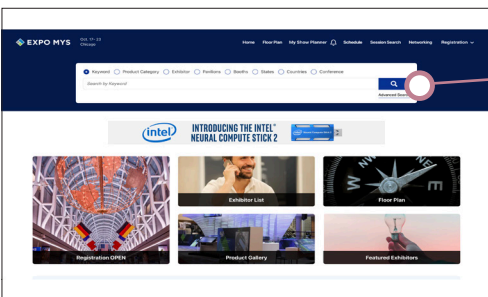 EXPO MYS
Oct. 17-23
Chicago
Home Floor Plan My Show Planner Schedule Session Search Networking Registration
Keyword Product Category Exhibitor Pavilions Booths States Countries Conference
Search by Keyword
Advanced Search
intel
INTRODUCING THE INTEL®
NEURAL COMPUTE STICK 2
Registration OPEN
Exhibitor List
Floor Plan
Product Gallery
Featured Exhibitors